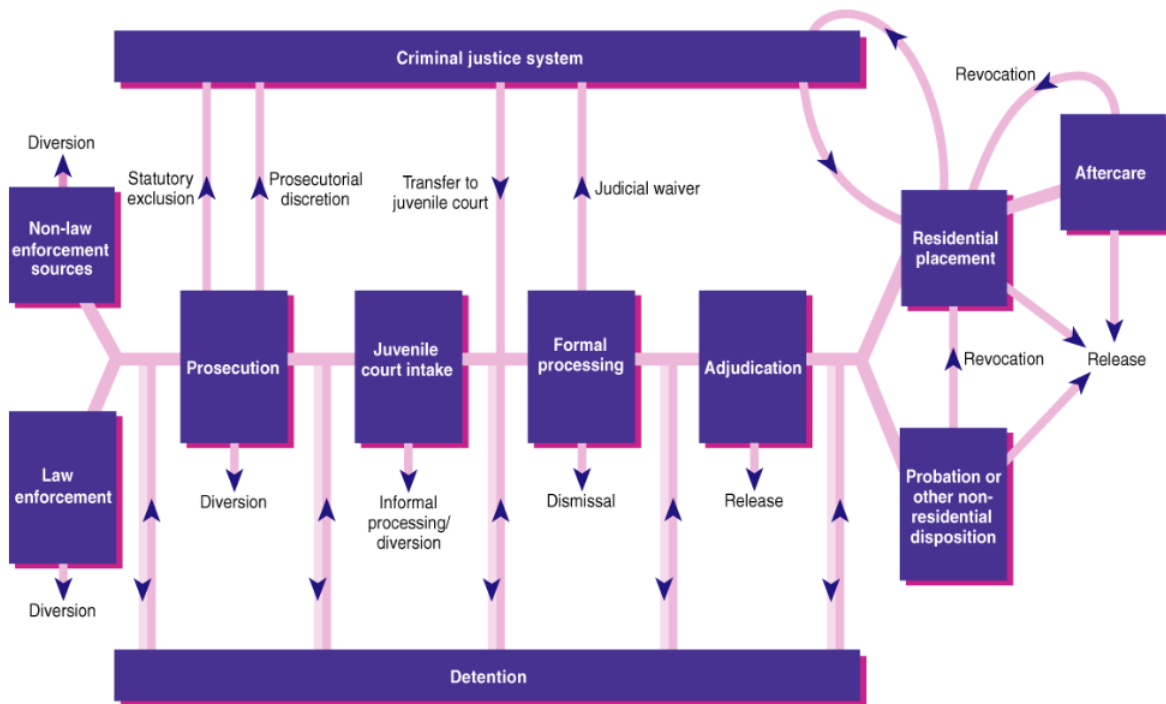 Criminal justice system
Revocation
Diversion
Aftercare
Statutory
exclusion
Prosecutorial
discretion
Transfer to
juvenile court
Judicial waiver
Non-law
enforcement
sources
Residential
placement
Prosecution
Juvenile
court intake
Formal
processing
Adjudication
Revocation
Release
Law
enforcement
Diversion
Informal
processing/
diversion
Dismissal
Release
Probation or
other non-
residential
disposition
Diversion
Detention